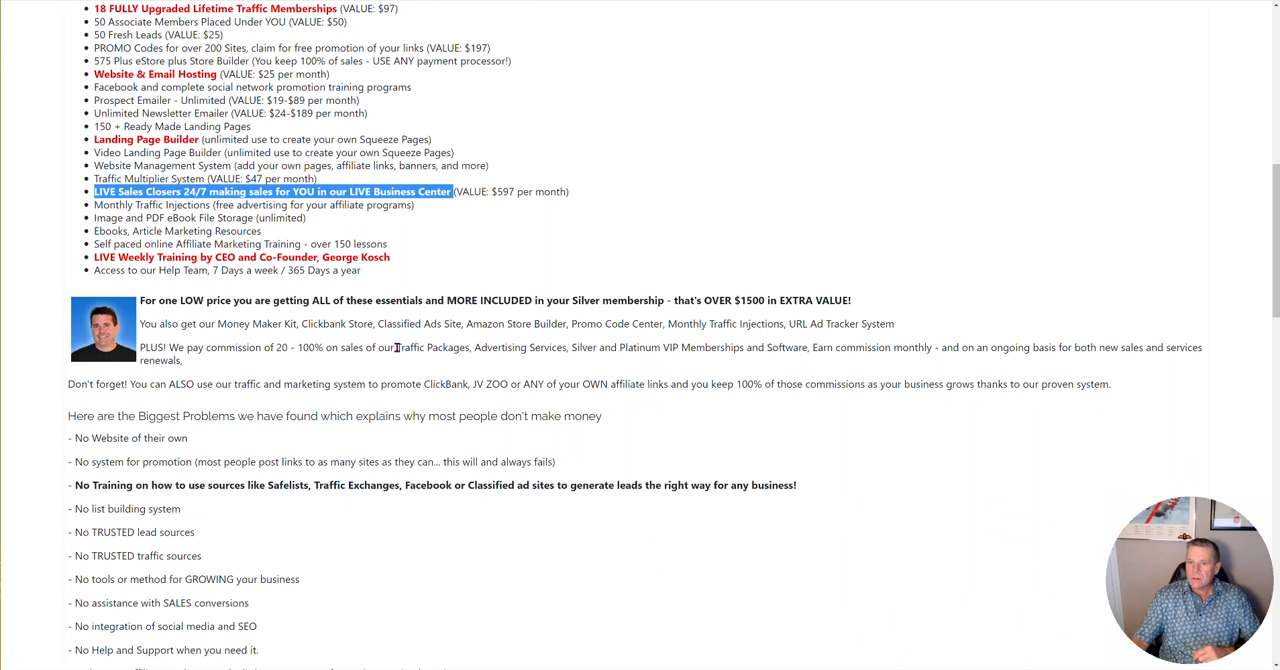 18 FULLY Upgraded Lifetime Traffic Memberships (VALUE: $97)
50 Associate Members Placed Under YOU (VALUE: $50)
50 Fresh Leads (VALUE: $25)
PROMO Codes for over 200 Sites, claim for free promotion of your links (VALUE: $197)
575 Plus eStore plus Store Builder (You keep 100% of sales - USE ANY payment processor!)
Website & Email Hosting (VALUE: $25 per month)
Facebook and complete social network promotion training programs
Prospect Emailer - Unlimited (VALUE: $19-$89 per month)
Unlimited Newsletter Emailer (VALUE: $24-$189 per month)
150 + Ready Made Landing Pages
Landing Page Builder (unlimited use to create your own Squeeze Pages)
Video Landing Page Builder (unlimited use to create your own Squeeze Pages)
Website Management System (add your own pages, affiliate links, banners, and more)
Traffic Multiplier System (VALUE: $47 per month)
LIVE Sales Closers 24/7 making sales for YOU in our LIVE Business Center (VALUE: $597 per month)
Monthly Traffic Injections (free advertising for your affiliate programs)
Image and PDF eBook File Storage (unlimited)
Ebooks, Article Marketing Resources
Self paced online Affiliate Marketing Training - over 150 lessons
LIVE Weekly Training by CEO and Co-Founder, George Kosch
Access to our Help Team, 7 Days a week / 365 Days a year
For one LOW price you are getting ALL of these essentials and MORE INCLUDED in your Silver membership - that's OVER $1500 in EXTRA VALUE!
You also get our Money Maker Kit, Clickbank Store, Classified Ads Site, Amazon Store Builder, Promo Code Center, Monthly Traffic Injections, URL Ad Tracker System
PLUS! We pay commission of 20 - 100% on sales of our Traffic Packages, Advertising Services, Silver and Platinum VIP Memberships and Software, Earn commission monthly - and on an ongoing basis for both new sales and services
renewals,
Don't forget! You can ALSO use our traffic and marketing system to promote ClickBank, JV ZOO or ANY of your OWN affiliate links and you keep 100% of those commissions as your business grows thanks to our proven system.
Here are the Biggest Problems we have found which explains why most people don't make money
- No Website of their own
- No system for promotion (most people post links to as many sites as they can... this will and always fails)
- No Training on how to use sources like Safelists, Traffic Exchanges, Facebook or Classified ad sites to generate leads the right way for any business!
- No list building system
- No TRUSTED lead sources
- No TRUSTED traffic sources
- No tools or method for GROWING your business
- No assistance with SALES conversions
- No integration of social media and SEO
- No Help and Support when you need it.